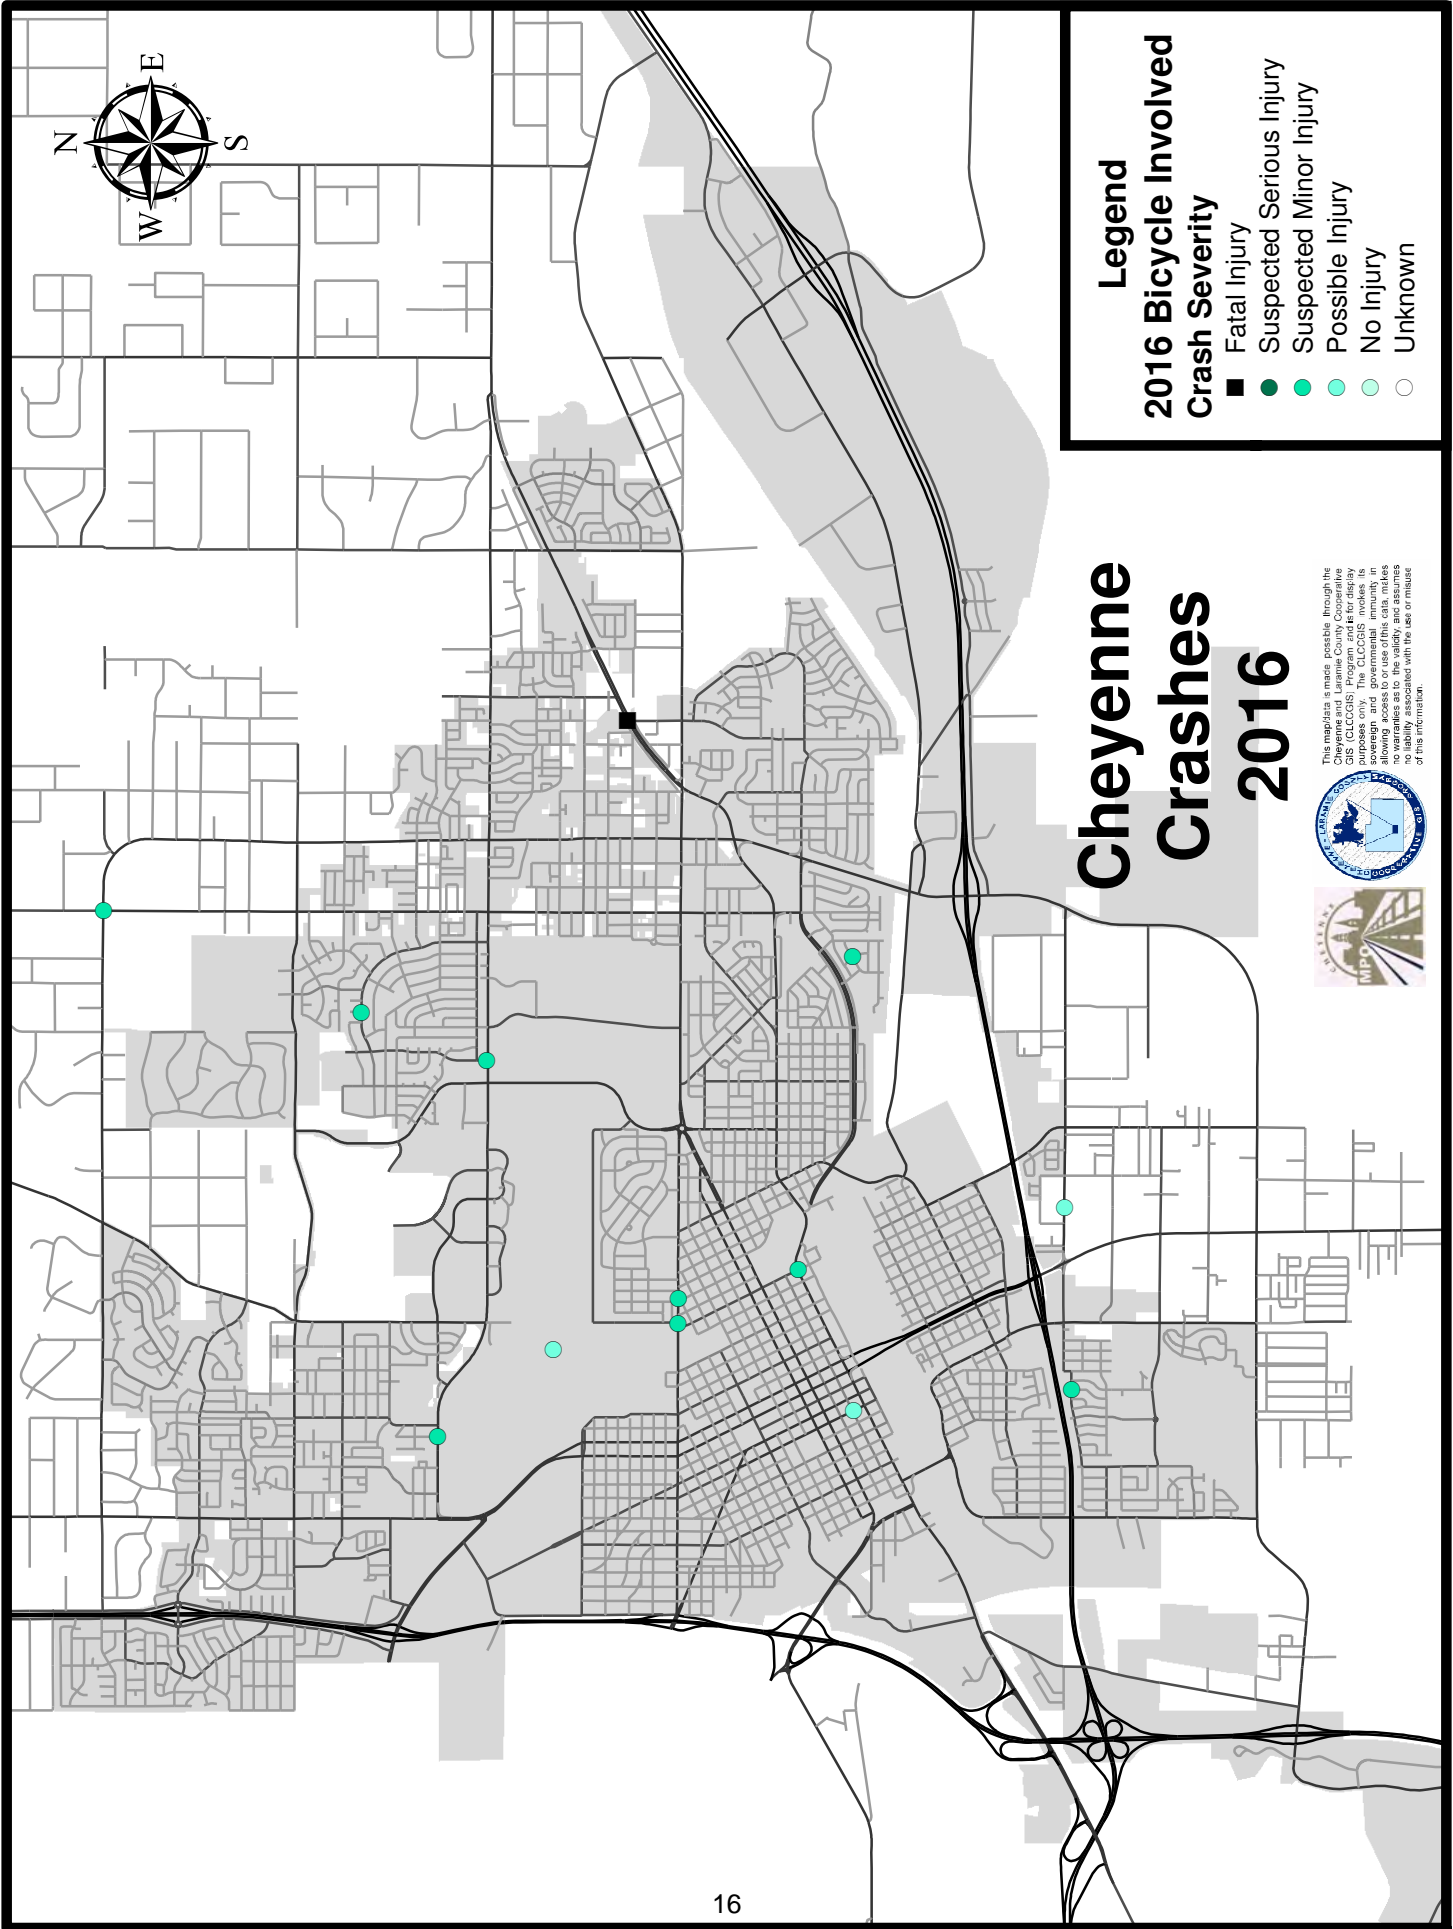 N
E
S
W
Legend
2016 Bicycle Involved
Crash Severity
Fatal Injury
Suspected Serious Injury
Suspected Minor Injury
Possible Injury
No Injury
Unknown
Cheyenne
Crashes
2016
This map/data is made possible through the
Cheyenne and Laramie County Cooperative
GIS (CLCCGIS) Program and is for display
purposes only. The CLCCGIS invokes its
sovereign and governmental immunity in
allowing access to or use of this data, makes
no warranties as to the validity, and assumes
no liability associated with the use or misuse
of this information.
CHEYENNE
MPO
16